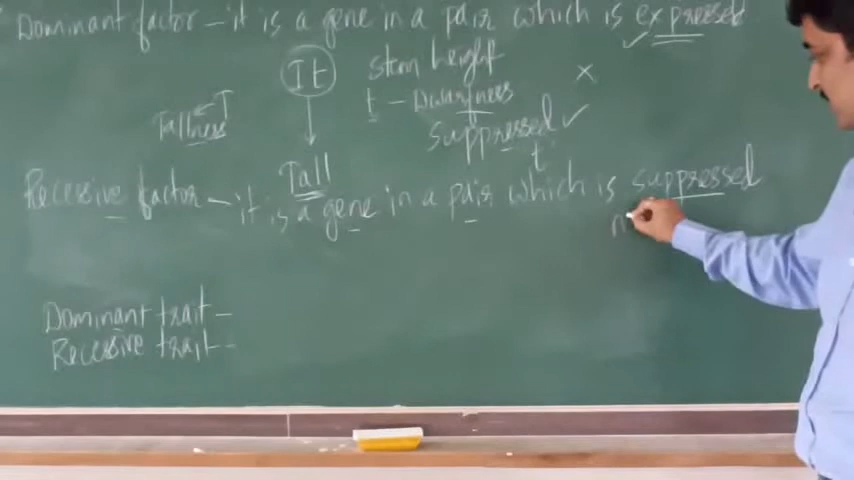 Dominant factor – it is a gene in a pair which is expressed ✓
Tt stem height ×
Tallness ← T t – Dwarfness
suppressed ✓
Tall t
Recessive factor – it is a gene in a pair which is suppressed
n
Dominant trait –
Recessive trait –